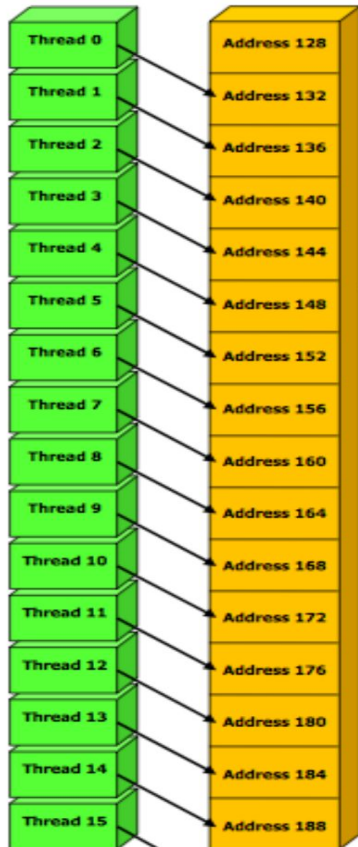 Thread 0
Address 128
Thread 1
Address 132
Thread 2
Address 136
Thread 3
Address 140
Thread 4
Address 144
Thread 5
Address 148
Thread 6
Address 152
Thread 7
Address 156
Thread 8
Address 160
Thread 9
Address 164
Thread 10
Address 168
Thread 11
Address 172
Thread 12
Address 176
Thread 13
Address 180
Thread 14
Address 184
Thread 15
Address 188